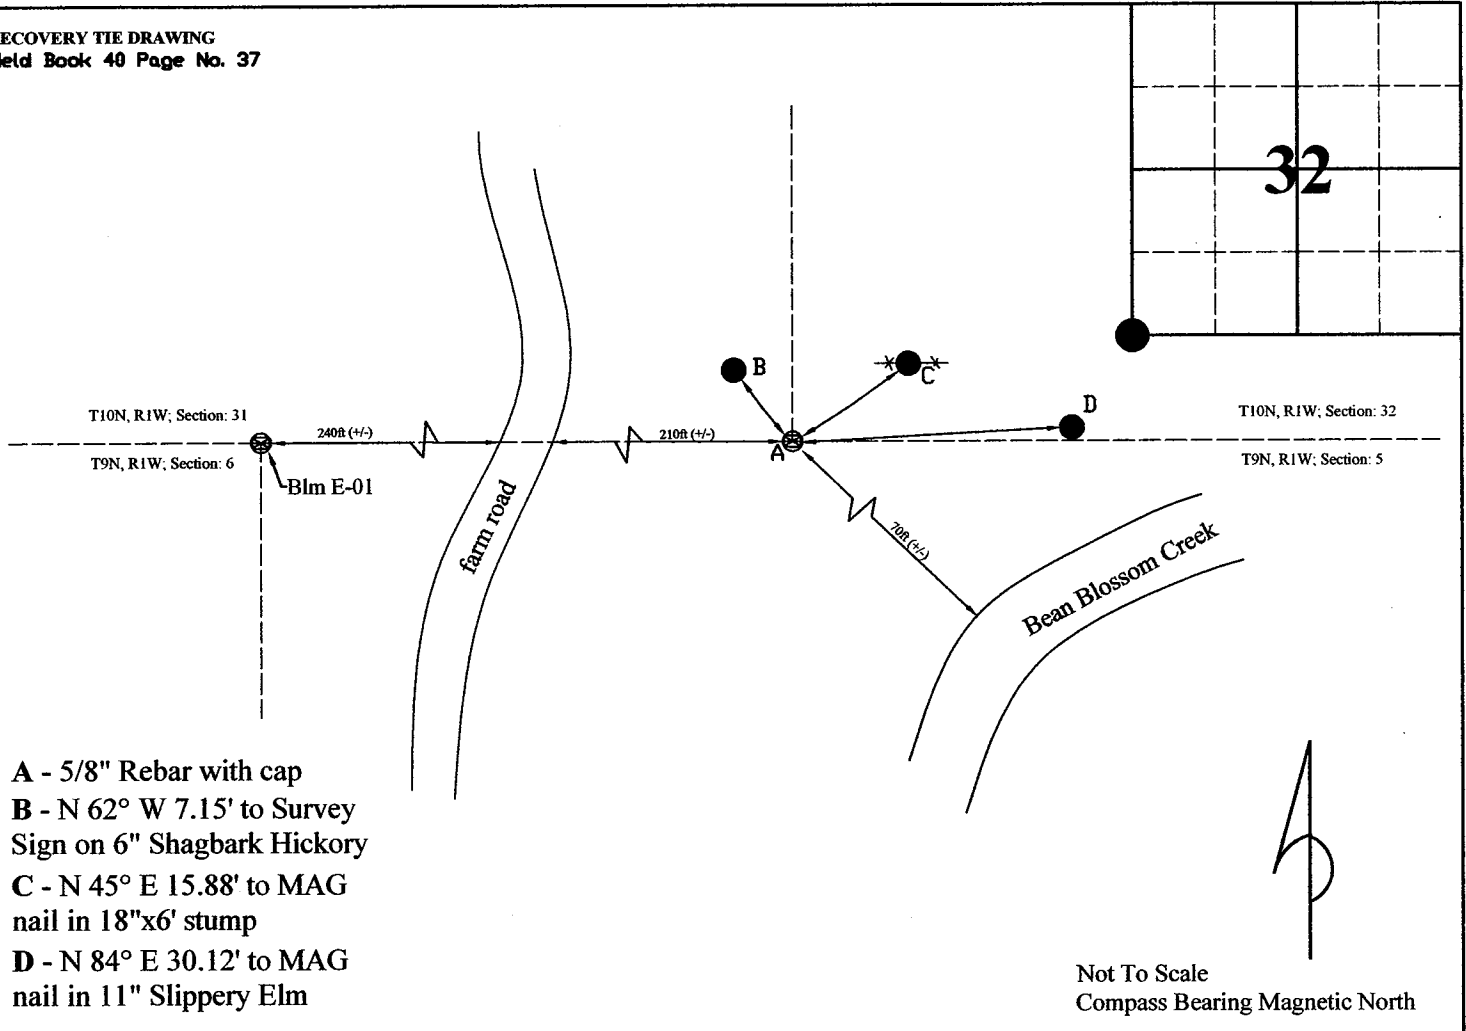 ECOVERY TIE DRAWING
ield Book 40 Page No. 37
32
B
C
D
T10N, R1W; Section: 31
T10N, R1W; Section: 32
240ft (+/-)
210ft (+/-)
A
T9N, R1W; Section: 6
T9N, R1W; Section: 5
Blm E-01
farm road
70ft (+/-)
Bean Blossom Creek
A - 5/8" Rebar with cap
B - N 62° W 7.15' to Survey
Sign on 6" Shagbark Hickory
C - N 45° E 15.88' to MAG
nail in 18"x6' stump
D - N 84° E 30.12' to MAG
nail in 11" Slippery Elm
Not To Scale
Compass Bearing Magnetic North